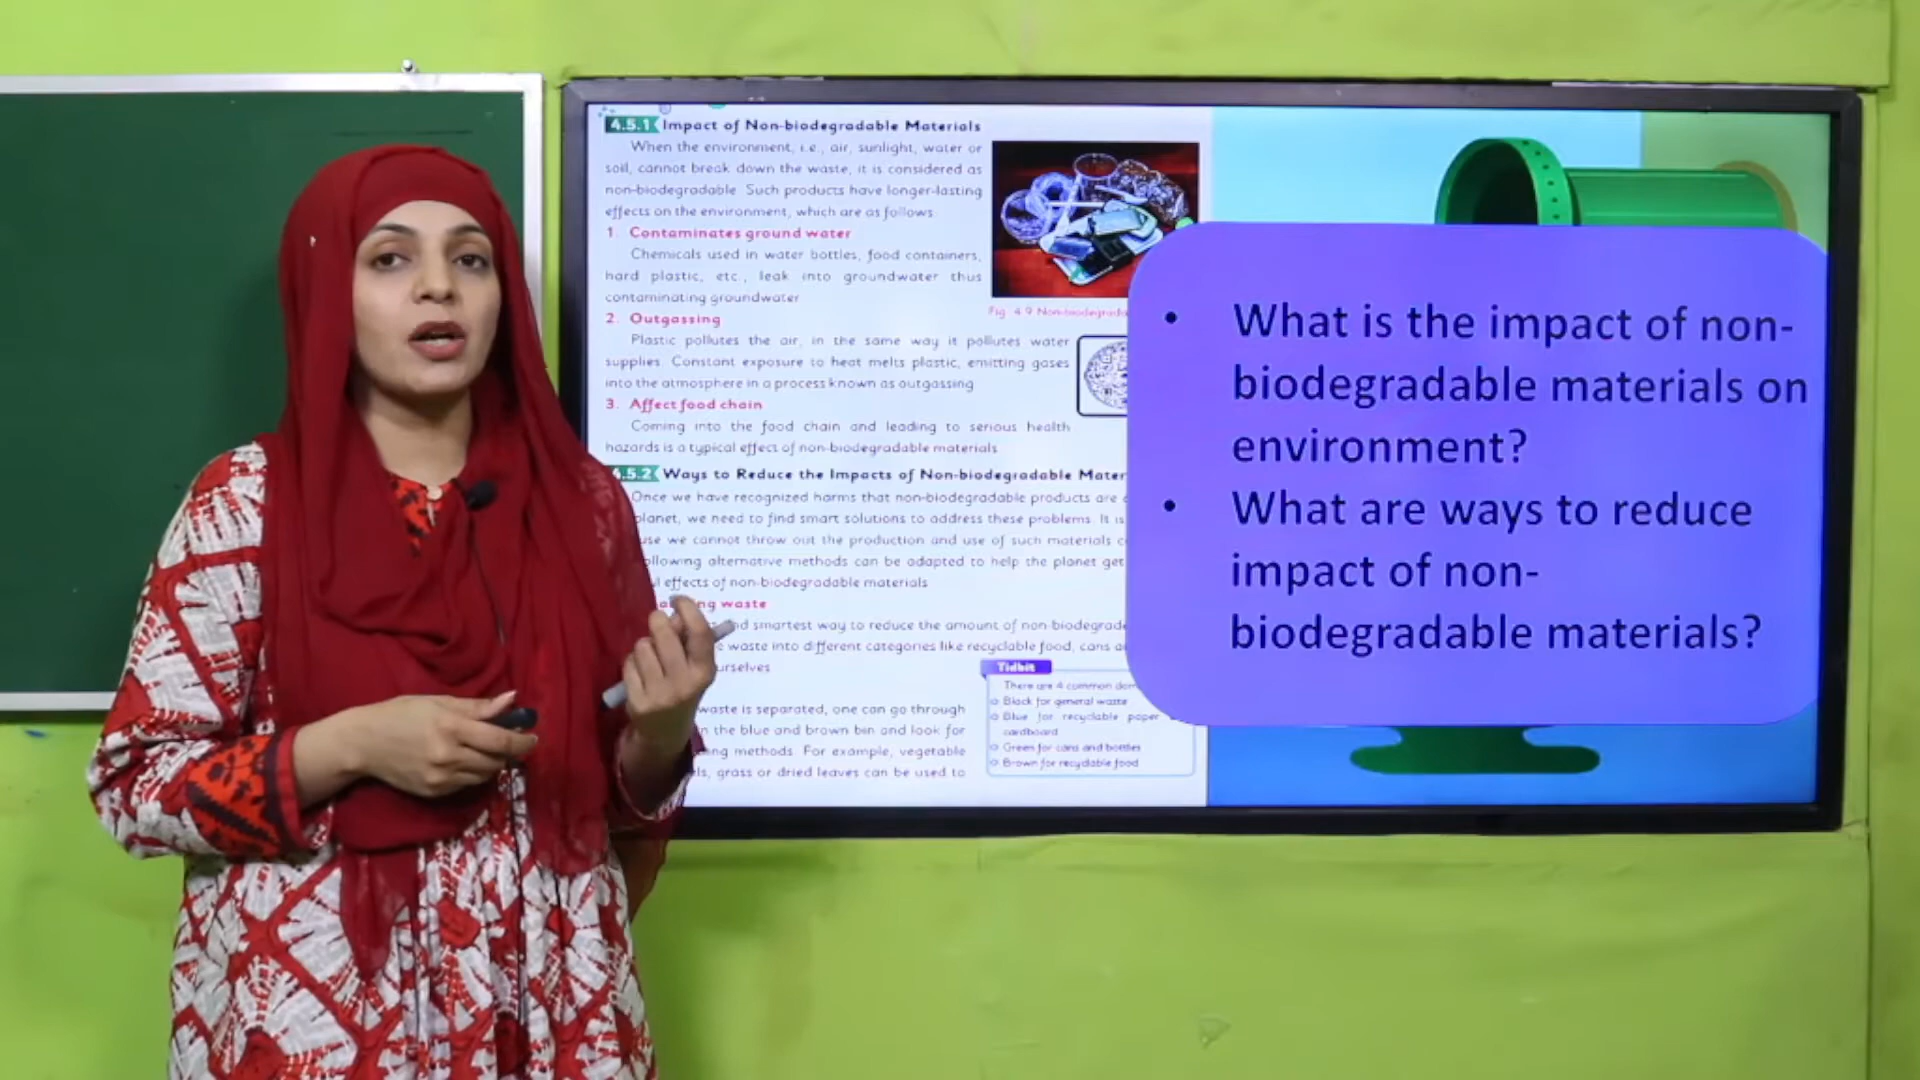 4.5.1 Impact of Non-biodegradable Materials
When the environment, i.e., air, sunlight, water or
soil, cannot break down the waste, it is considered as
non-biodegradable. Such products have longer-lasting
effects on the environment, which are as follows
1. Contaminates ground water
Chemicals used in water bottles, food containers,
hard plastic, etc., leak into groundwater thus
contaminating groundwater
Fig. 4.9
2. Outgassing
Plastic pollutes the air, in the same way it pollutes water
supplies. Constant exposure to heat melts plastic, emitting gases
into the atmosphere in a process known as outgassing
3. Affect food chain
Coming into the food chain and leading to serious health
hazards is a typical effect of non-biodegradable materials
4.5.2 Ways to Reduce the Impacts of Non-biodegradable
Once we have recognized harms that non-biodegradable products are
planet, we need to find smart solutions to address these problems. It is
we cannot throw out the production and use of such materials
following alternative methods can be adapted to help the planet get
effects of non-biodegradable materials
waste
and smartest way to reduce the amount of non
waste into different categories like recyclable food, cans
waste is separated, one can go through
the blue and brown bin and look for
methods. For example, vegetable
grass or dried leaves can be used to
Tidbit
There are 4 common
Black for general waste
Blue for recyclable paper
cardboard
Green for cans and bottles
Brown for recyclable food
• What is the impact of non-
biodegradable materials on
environment?
• What are ways to reduce
impact of non-
biodegradable materials?